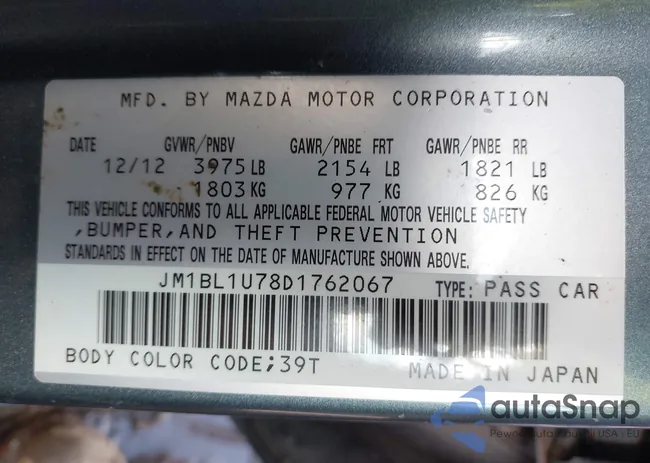 MFD. BY MAZDA MOTOR CORPORATION
DATE GVWR/PNBV GAWR/PNBE FRT GAWR/PNBE RR
12/12 3975 LB 2154 LB 1821 LB
1803 KG 977 KG 826 KG
THIS VEHICLE CONFORMS TO ALL APPLICABLE FEDERAL MOTOR VEHICLE SAFETY
,BUMPER,AND THEFT PREVENTION
STANDARDS IN EFFECT ON THE DATE OF MANUFACTURE SHOWN ABOVE.
JM1BL1U78D1762067 TYPE: PASS CAR
BODY COLOR CODE;39T MADE IN JAPAN
autoSnap